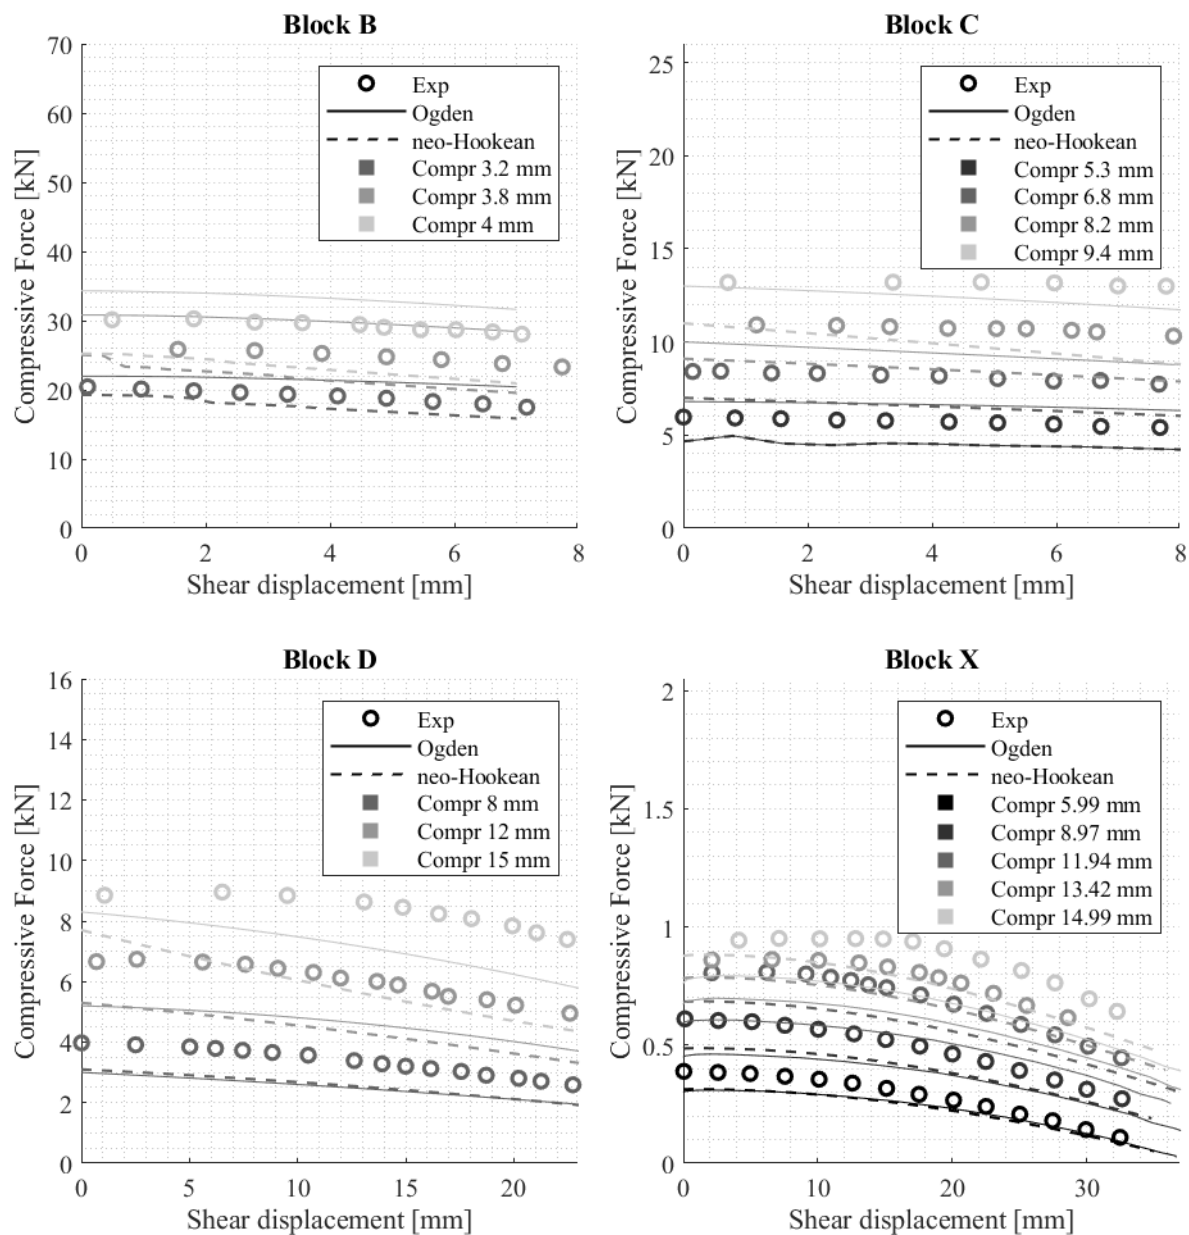 Block B
70
60
50
40
30
20
10
0
Compressive Force [kN]
Exp
Ogden
neo-Hookean
Compr 3.2 mm
Compr 3.8 mm
Compr 4 mm
0 2 4 6 8
Shear displacement [mm]
Block C
25
20
15
10
5
0
Compressive Force [kN]
Exp
Ogden
neo-Hookean
Compr 5.3 mm
Compr 6.8 mm
Compr 8.2 mm
Compr 9.4 mm
0 2 4 6 8
Shear displacement [mm]
Block D
16
14
12
10
8
6
4
2
0
Compressive Force [kN]
Exp
Ogden
neo-Hookean
Compr 8 mm
Compr 12 mm
Compr 15 mm
0 5 10 15 20
Shear displacement [mm]
Block X
2
1.5
1
0.5
0
Compressive Force [kN]
Exp
Ogden
neo-Hookean
Compr 5.99 mm
Compr 8.97 mm
Compr 11.94 mm
Compr 13.42 mm
Compr 14.99 mm
0 10 20 30
Shear displacement [mm]